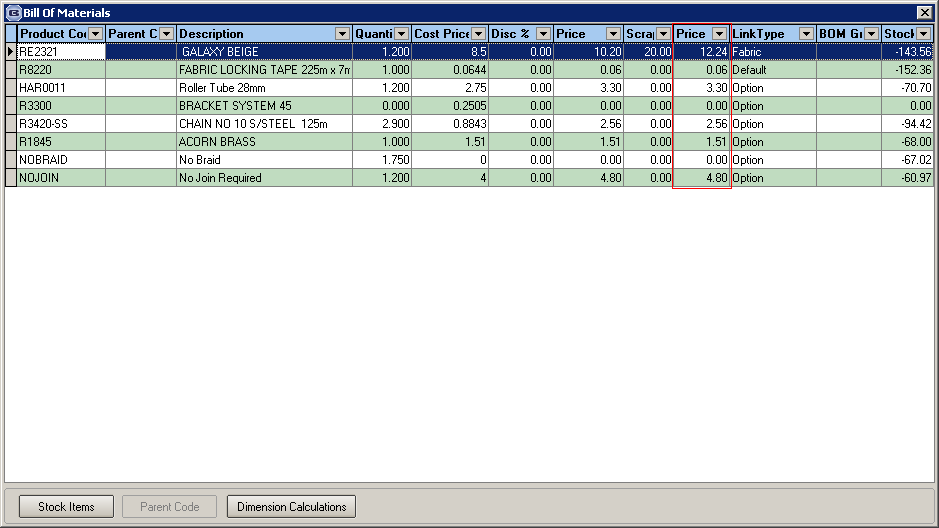 Bill Of Materials
Product Co Parent C Description Quanti Cost Price Disc % Price Scrap Price LinkType BOM Gr Stock
RE2321 GALAXY BEIGE 1.200 8.5 0.00 10.20 20.00 12.24 Fabric -143.56
R8220 FABRIC LOCKING TAPE 225m x 7m 1.000 0.0644 0.00 0.06 0.00 0.06 Default -152.36
HAR0011 Roller Tube 28mm 1.200 2.75 0.00 3.30 0.00 3.30 Option -70.70
R3300 BRACKET SYSTEM 45 0.000 0.2505 0.00 0.00 0.00 0.00 Option 0.00
R3420-SS CHAIN NO 10 S/STEEL 125m 2.900 0.8843 0.00 2.56 0.00 2.56 Option -94.42
R1845 ACORN BRASS 1.000 1.51 0.00 1.51 0.00 1.51 Option -68.00
NOBRAID No Braid 1.750 0 0.00 0.00 0.00 0.00 Option -67.02
NOJOIN No Join Required 1.200 4 0.00 4.80 0.00 4.80 Option -60.97
Stock Items Parent Code Dimension Calculations